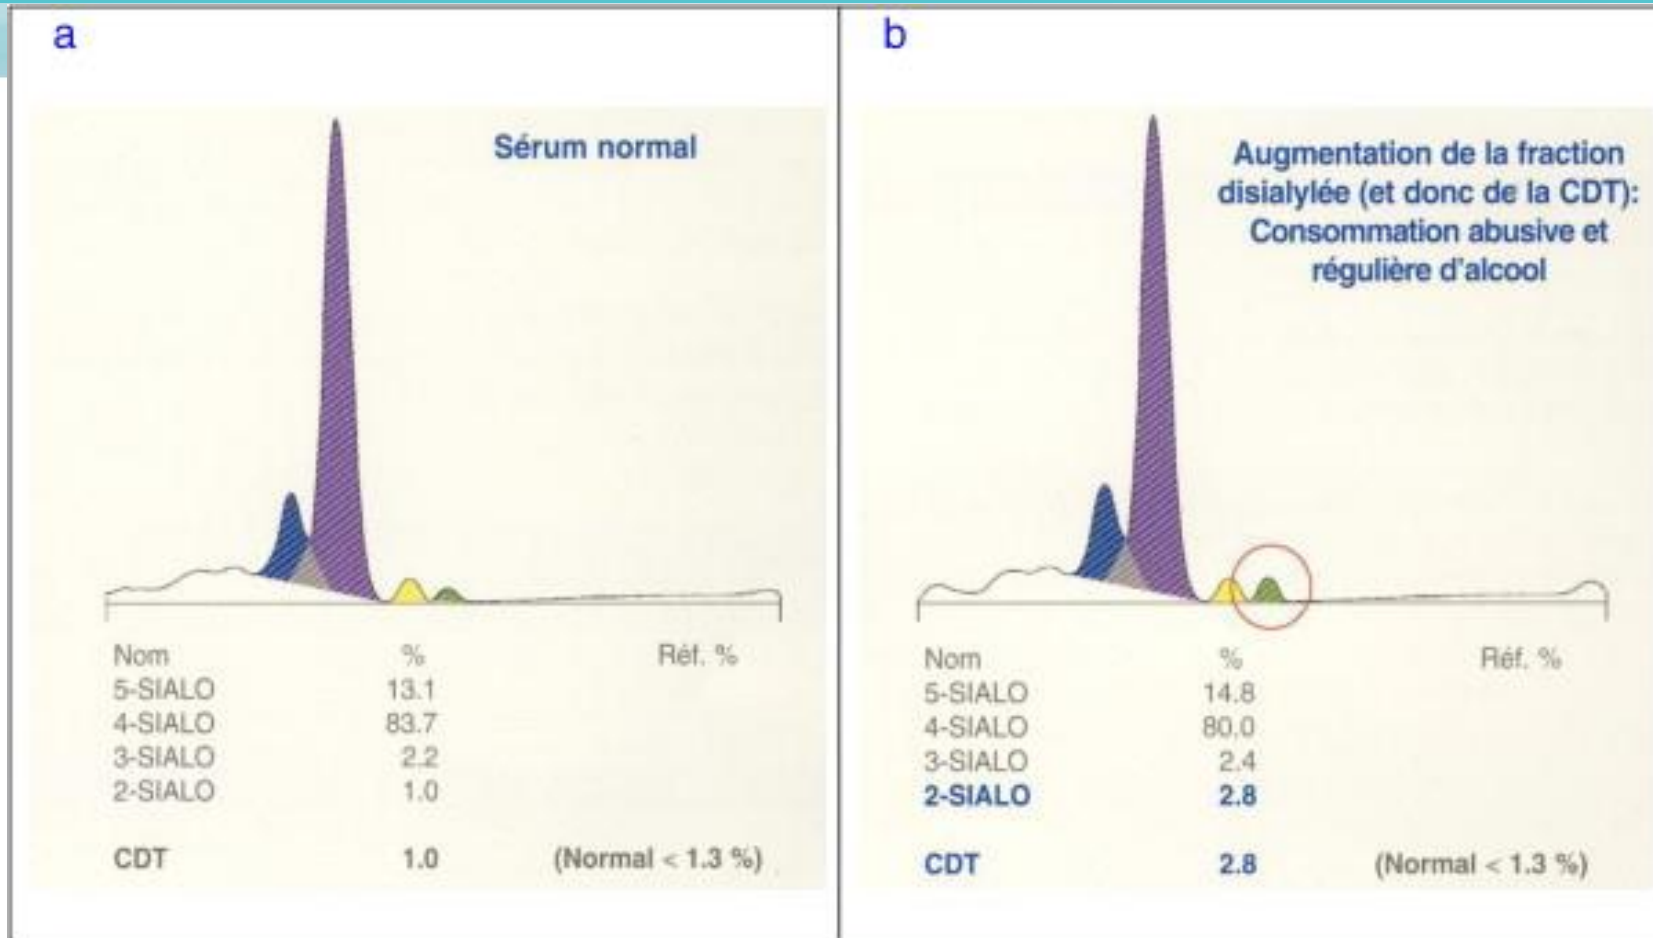 a
Sérum normal
Nom % Réf. %
5-SIALO 13.1
4-SIALO 83.7
3-SIALO 2.2
2-SIALO 1.0
CDT 1.0 (Normal < 1.3 %)
b
Augmentation de la fraction
disialylée (et donc de la CDT):
Consommation abusive et
régulière d'alcool
Nom % Réf. %
5-SIALO 14.8
4-SIALO 80.0
3-SIALO 2.4
2-SIALO 2.8
CDT 2.8 (Normal < 1.3 %)